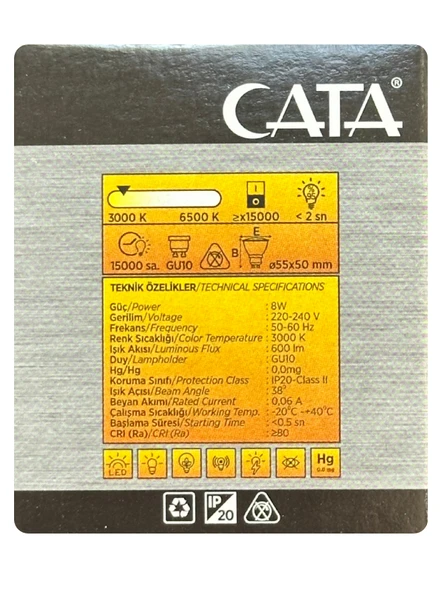 CATA®
3000 K 6500 K ≥x15000 < 2 sn
15000 sa. GU10 E B ø55x50 mm
TEKNİK ÖZELİKLER/TECHNICAL SPECIFICATIONS
Güç/Power : 8W
Gerilim/Voltage : 220-240 V
Frekans/Frequency : 50-60 Hz
Renk Sıcaklığı/Color Temperature : 3000 K
Işık Akısı/Luminous Flux : 600 lm
Duy/Lampholder : GU10
Hg/Hg : 0,0mg
Koruma Sınıfı/Protection Class : IP20-Class II
Işık Açısı/Beam Angle : 38°
Beyan Akımı/Rated Current : 0,06 A
Çalışma Sıcaklığı/Working Temp. : -20°C -+40°C
Başlama Süresi/Starting Time : <0.5 sn
CRI (Ra)/CRI (Ra) : ≥80
LED Hg
0.0 mg
IP
20